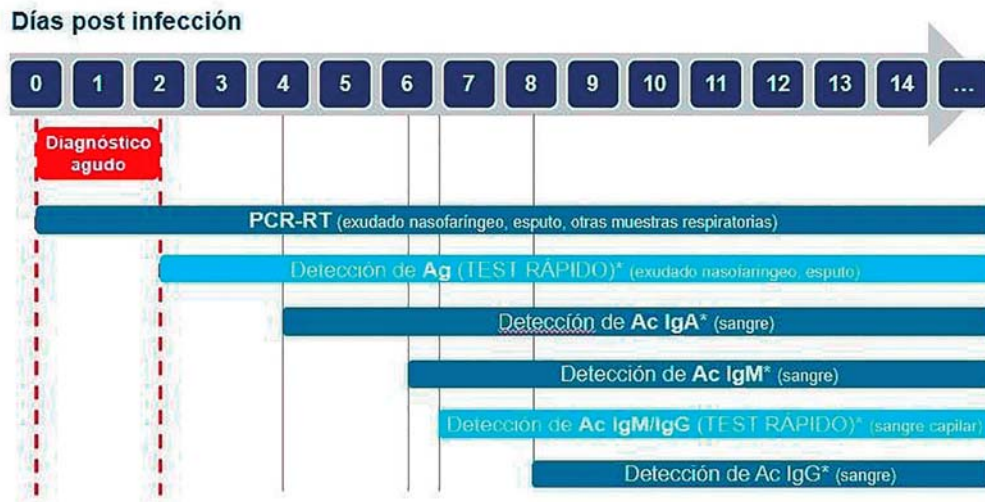 Días post infección
0 1 2 3 4 5 6 7 8 9 10 11 12 13 14 ...
Diagnóstico
agudo
PCR-RT (exudado nasofaríngeo, esputo, otras muestras respiratorias)
Detección de Ag (TEST RÁPIDO)* (exudado nasofaríngeo, esputo)
Detección de Ac IgA* (sangre)
Detección de Ac IgM* (sangre)
Detección de Ac IgM/IgG (TEST RÁPIDO)* (sangre capilar)
Detección de Ac IgG* (sangre)